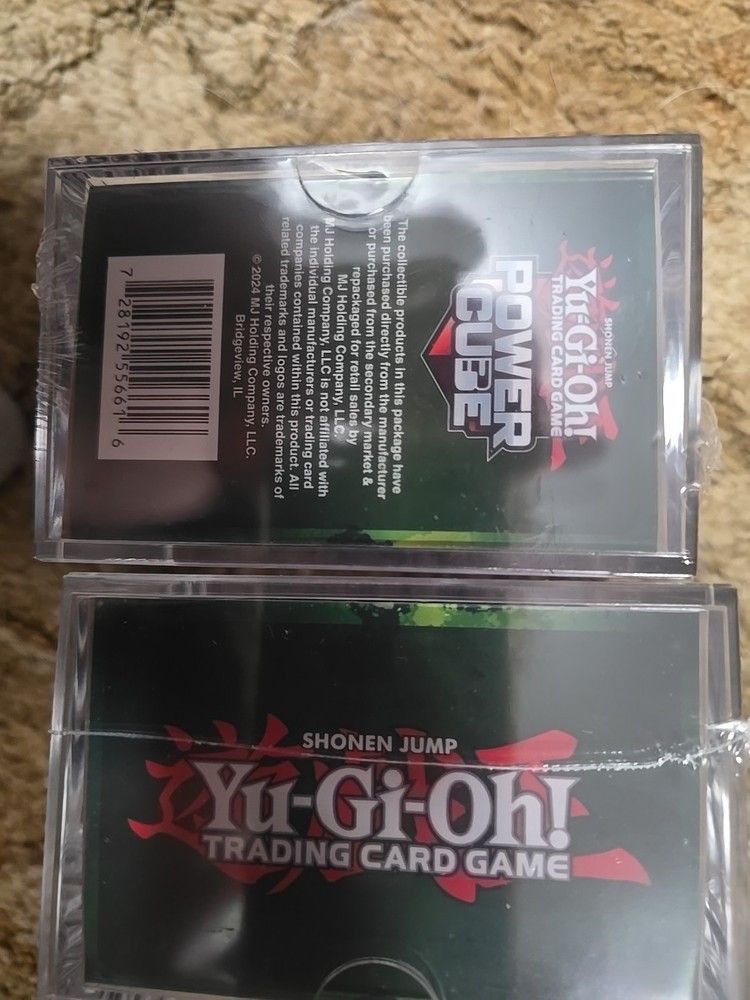 SHONEN JUMP
Yu-Gi-Oh!
TRADING CARD GAME
POWER
CUBE
The collectible products in this package have
been purchased directly from the manufacturer
or purchased from the secondary market &
repackaged for retail sales by
MJ Holding Company, LLC.
MJ Holding Company, LLC is not affiliated with
the individual manufacturers or trading card
companies contained within this product. All
related trademarks and logos are trademarks of
their respective owners.
© 2024 MJ Holding Company, LLC.
Bridgeview, IL
7 28192 55661 6
SHONEN JUMP
Yu-Gi-Oh!
TRADING CARD GAME